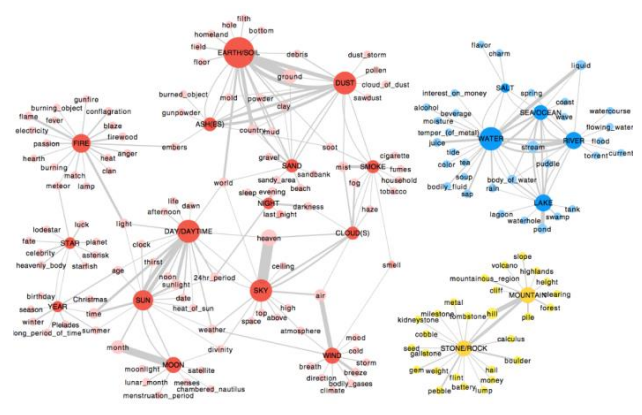 hole
filth
homeland
bottom
field
EARTH/SOIL
floor
debris
dust_storm
ground
pollen
DUST
cloud_of_dust
sawdust
burned_object
mold
powder
clay
gunpowder
ASH(ES)
country
mud
soot
gunfire
burning_object
conflagration
flame
fever
blaze
electricity
firewood
passion
FIRE
anger
hearth
heat
clan
burning
match
lamp
meteor
embers
gravel
SAND
sandbank
mist
SMOKE
cigarette
fumes
household
tobacco
fog
world
sandy_area
sleep
evening
beach
NIGHT
darkness
last_night
haze
life
dawn
afternoon
DAY/DAYTIME
CLOUD(S)
light
lodestar
luck
fate
STAR
planet
celebrity
asterisk
heavenly_body
starfish
clock
thirst
heaven
ceiling
smell
noon
24hr_period
sunlight
age
birthday
Christmas
season
YEAR
time
SUN
date
heat_of_sun
SKY
air
winter
Pleiades
long_period_of_time
summer
high
top
above
space
weather
atmosphere
month
divinity
moonlight
MOON
satellite
lunar_month
menses
chambered_nautilus
menstruation_period
WIND
mood
cold
storm
breath
breeze
direction
bodily_gases
climate
flavor
charm
liquid
SALT
interest_on_money
spring
alcohol
SEA/OCEAN
coast
watercourse
beverage
wave
moisture
flowing_water
temper_(of_metal)
WATER
RIVER
flood
juice
stream
torrent
current
tide
puddle
color
tea
soup
body_of_water
bodily_fluid
rain
sap
LAKE
tank
lagoon
swamp
waterhole
pond
slope
volcano
highlands
mountainous_region
height
cliff
MOUNTAIN
clearing
metal
forest
milestone
tombstone
hill
pile
kidneystone
cobble
calculus
seed
STONE/ROCK
gallstone
boulder
gem
weight
hail
flint
money
battery
lump